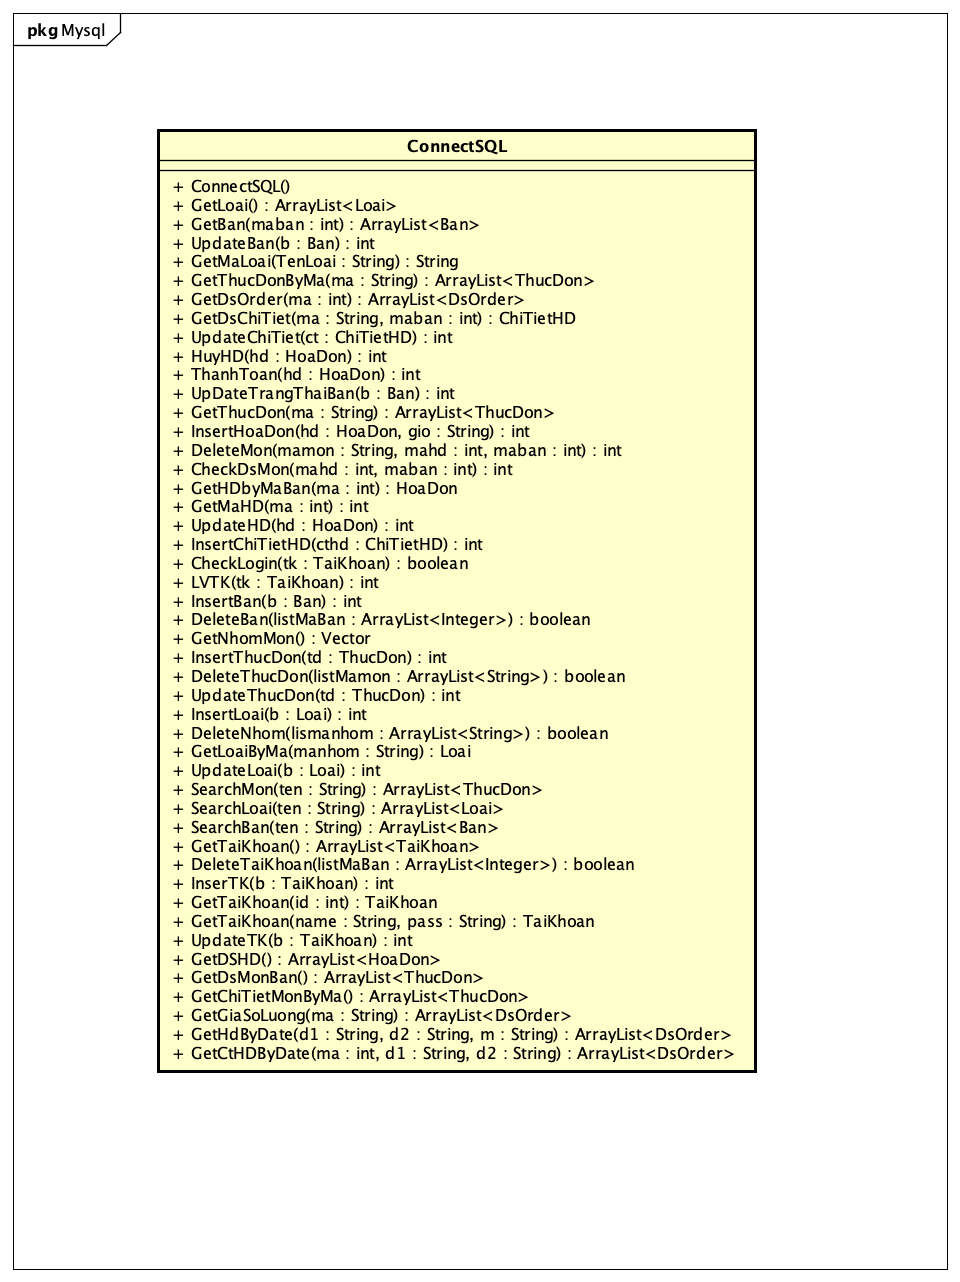 pkg Mysql
ConnectSQL
+ ConnectSQL()
+ GetLoai() : ArrayList<Loai>
+ GetBan(maban : int) : ArrayList<Ban>
+ UpdateBan(b : Ban) : int
+ GetMaLoai(TenLoai : String) : String
+ GetThucDonByMa(ma : String) : ArrayList<ThucDon>
+ GetDsOrder(ma : int) : ArrayList<DsOrder>
+ GetDsChiTiet(ma : String, maban : int) : ChiTietHD
+ UpdateChiTiet(ct : ChiTietHD) : int
+ HuyHD(hd : HoaDon) : int
+ ThanhToan(hd : HoaDon) : int
+ UpDateTrangThaiBan(b : Ban) : int
+ GetThucDon(ma : String) : ArrayList<ThucDon>
+ InsertHoaDon(hd : HoaDon, gio : String) : int
+ DeleteMon(mamon : String, mahd : int, maban : int) : int
+ CheckDsMon(mahd : int, maban : int) : int
+ GetHDbyMaBan(ma : int) : HoaDon
+ GetMaHD(ma : int) : int
+ UpdateHD(hd : HoaDon) : int
+ InsertChiTietHD(cthd : ChiTietHD) : int
+ CheckLogin(tk : TaiKhoan) : boolean
+ LVTK(tk : TaiKhoan) : int
+ InsertBan(b : Ban) : int
+ DeleteBan(listMaBan : ArrayList<Integer>) : boolean
+ GetNhomMon() : Vector
+ InsertThucDon(td : ThucDon) : int
+ DeleteThucDon(listMamon : ArrayList<String>) : boolean
+ UpdateThucDon(td : ThucDon) : int
+ InsertLoai(b : Loai) : int
+ DeleteNhom(lismanhom : ArrayList<String>) : boolean
+ GetLoaiByMa(manhom : String) : Loai
+ UpdateLoai(b : Loai) : int
+ SearchMon(ten : String) : ArrayList<ThucDon>
+ SearchLoai(ten : String) : ArrayList<Loai>
+ SearchBan(ten : String) : ArrayList<Ban>
+ GetTaiKhoan() : ArrayList<TaiKhoan>
+ DeleteTaiKhoan(listMaBan : ArrayList<Integer>) : boolean
+ InserTK(b : TaiKhoan) : int
+ GetTaiKhoan(id : int) : TaiKhoan
+ GetTaiKhoan(name : String, pass : String) : TaiKhoan
+ UpdateTK(b : TaiKhoan) : int
+ GetDSHD() : ArrayList<HoaDon>
+ GetDsMonBan() : ArrayList<ThucDon>
+ GetChiTietMonByMa() : ArrayList<ThucDon>
+ GetGiaSoLuong(ma : String) : ArrayList<DsOrder>
+ GetHdByDate(d1 : String, d2 : String, m : String) : ArrayList<DsOrder>
+ GetCtHDByDate(ma : int, d1 : String, d2 : String) : ArrayList<DsOrder>